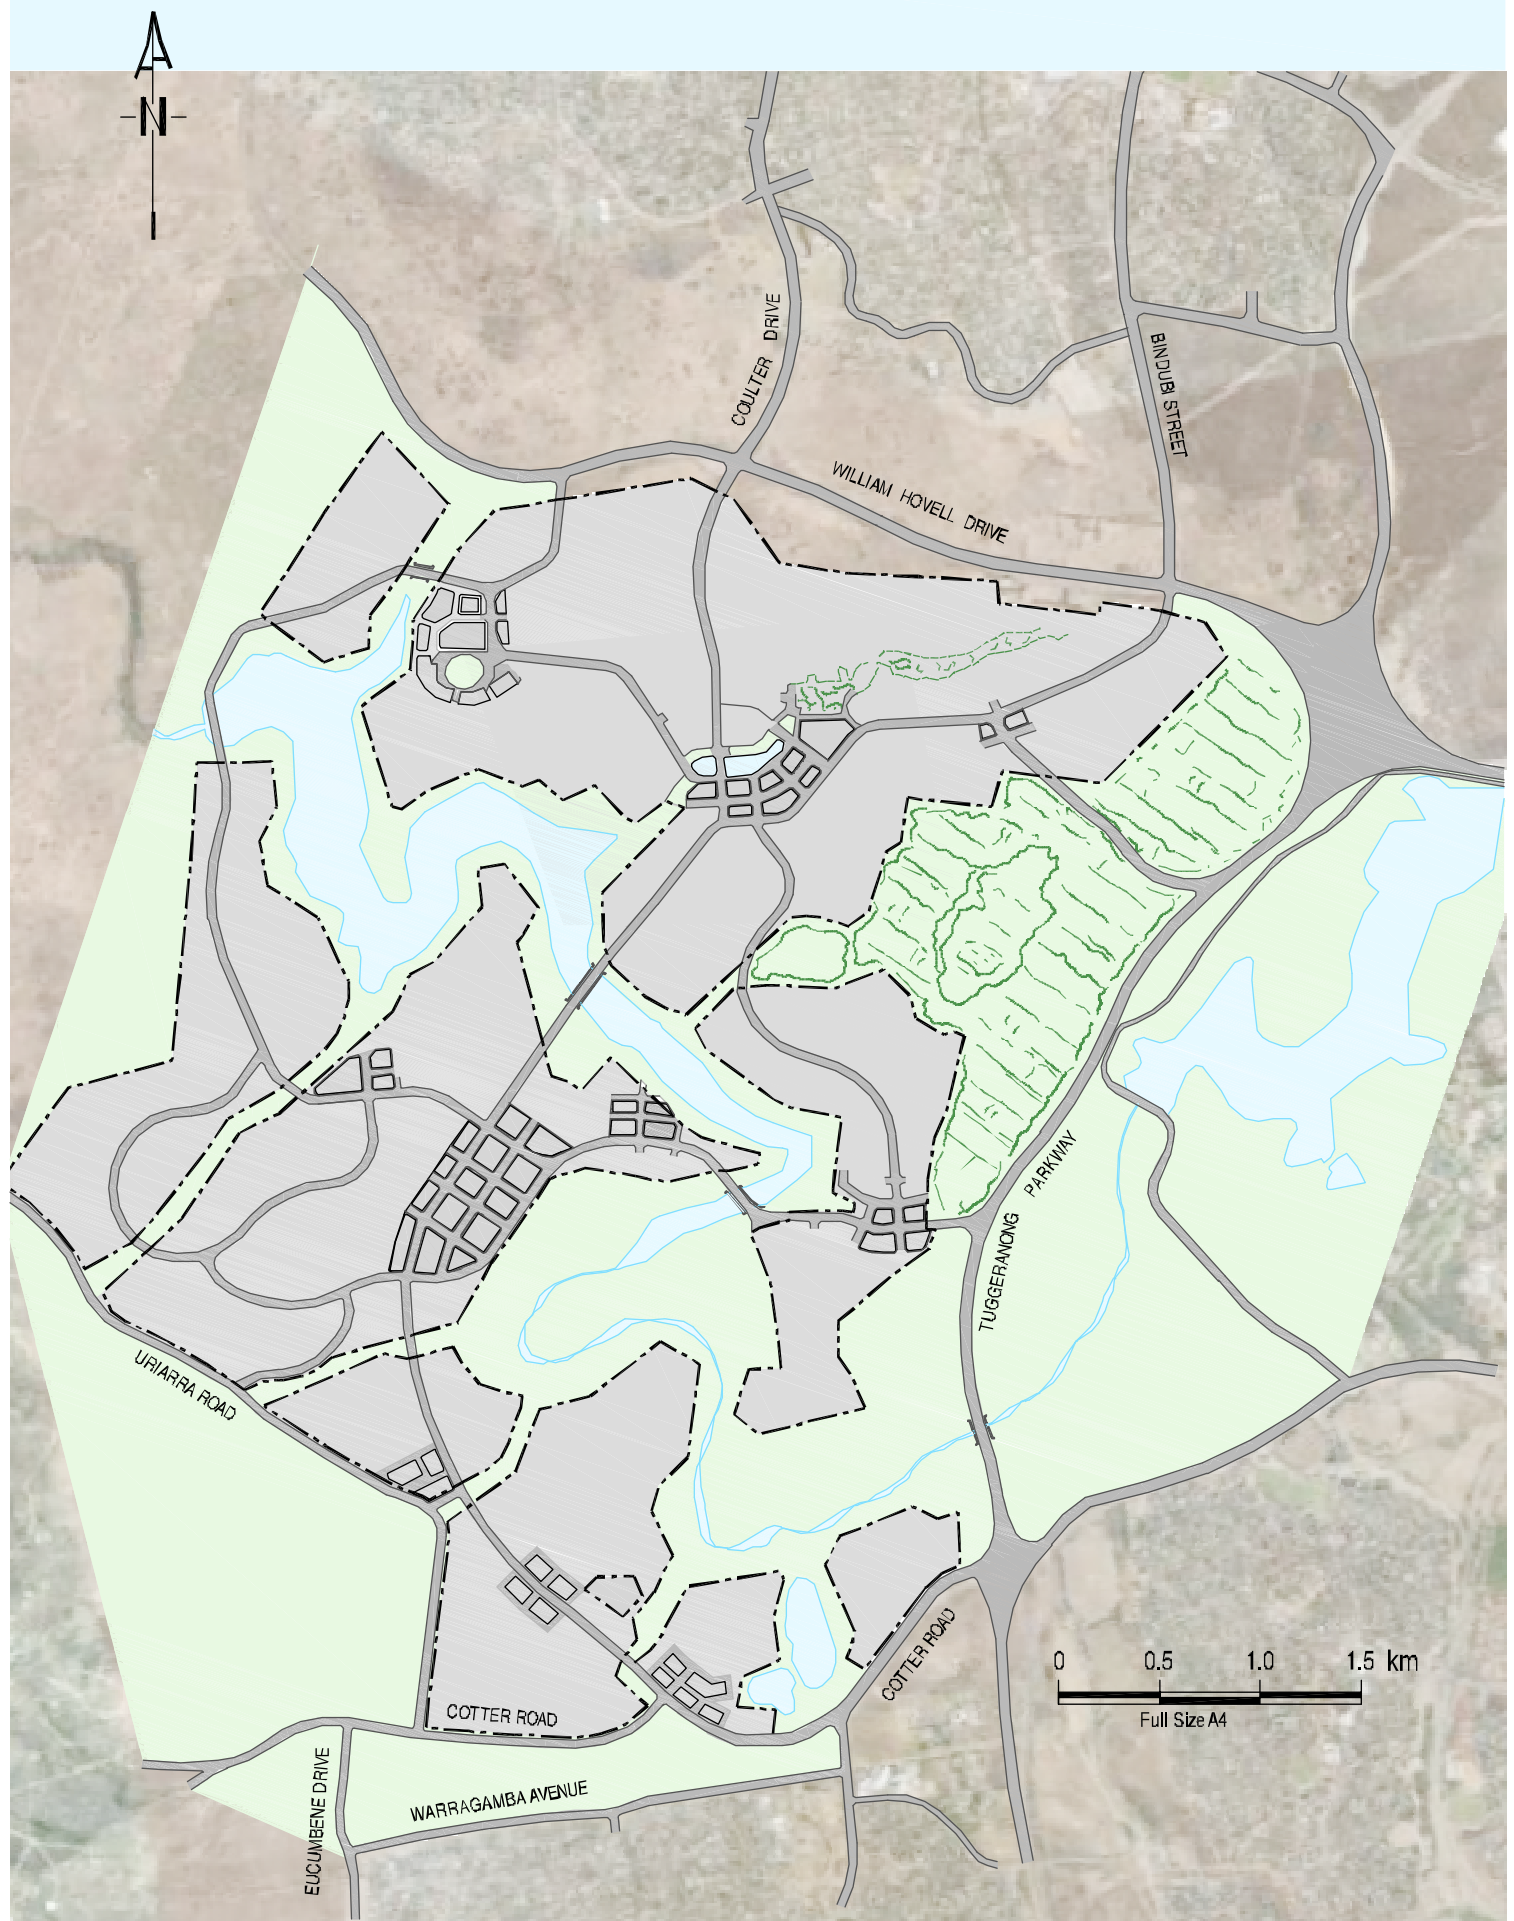 N
COULTER DRIVE
BINDUBI STREET
WILLIAM HOVELL DRIVE
TUGGERANONG PARKWAY
URIARRA ROAD
COTTER ROAD
COTTER ROAD
EUCUMBENE DRIVE
WARRAGAMBA AVENUE
0 0.5 1.0 1.5 km
Full Size A4